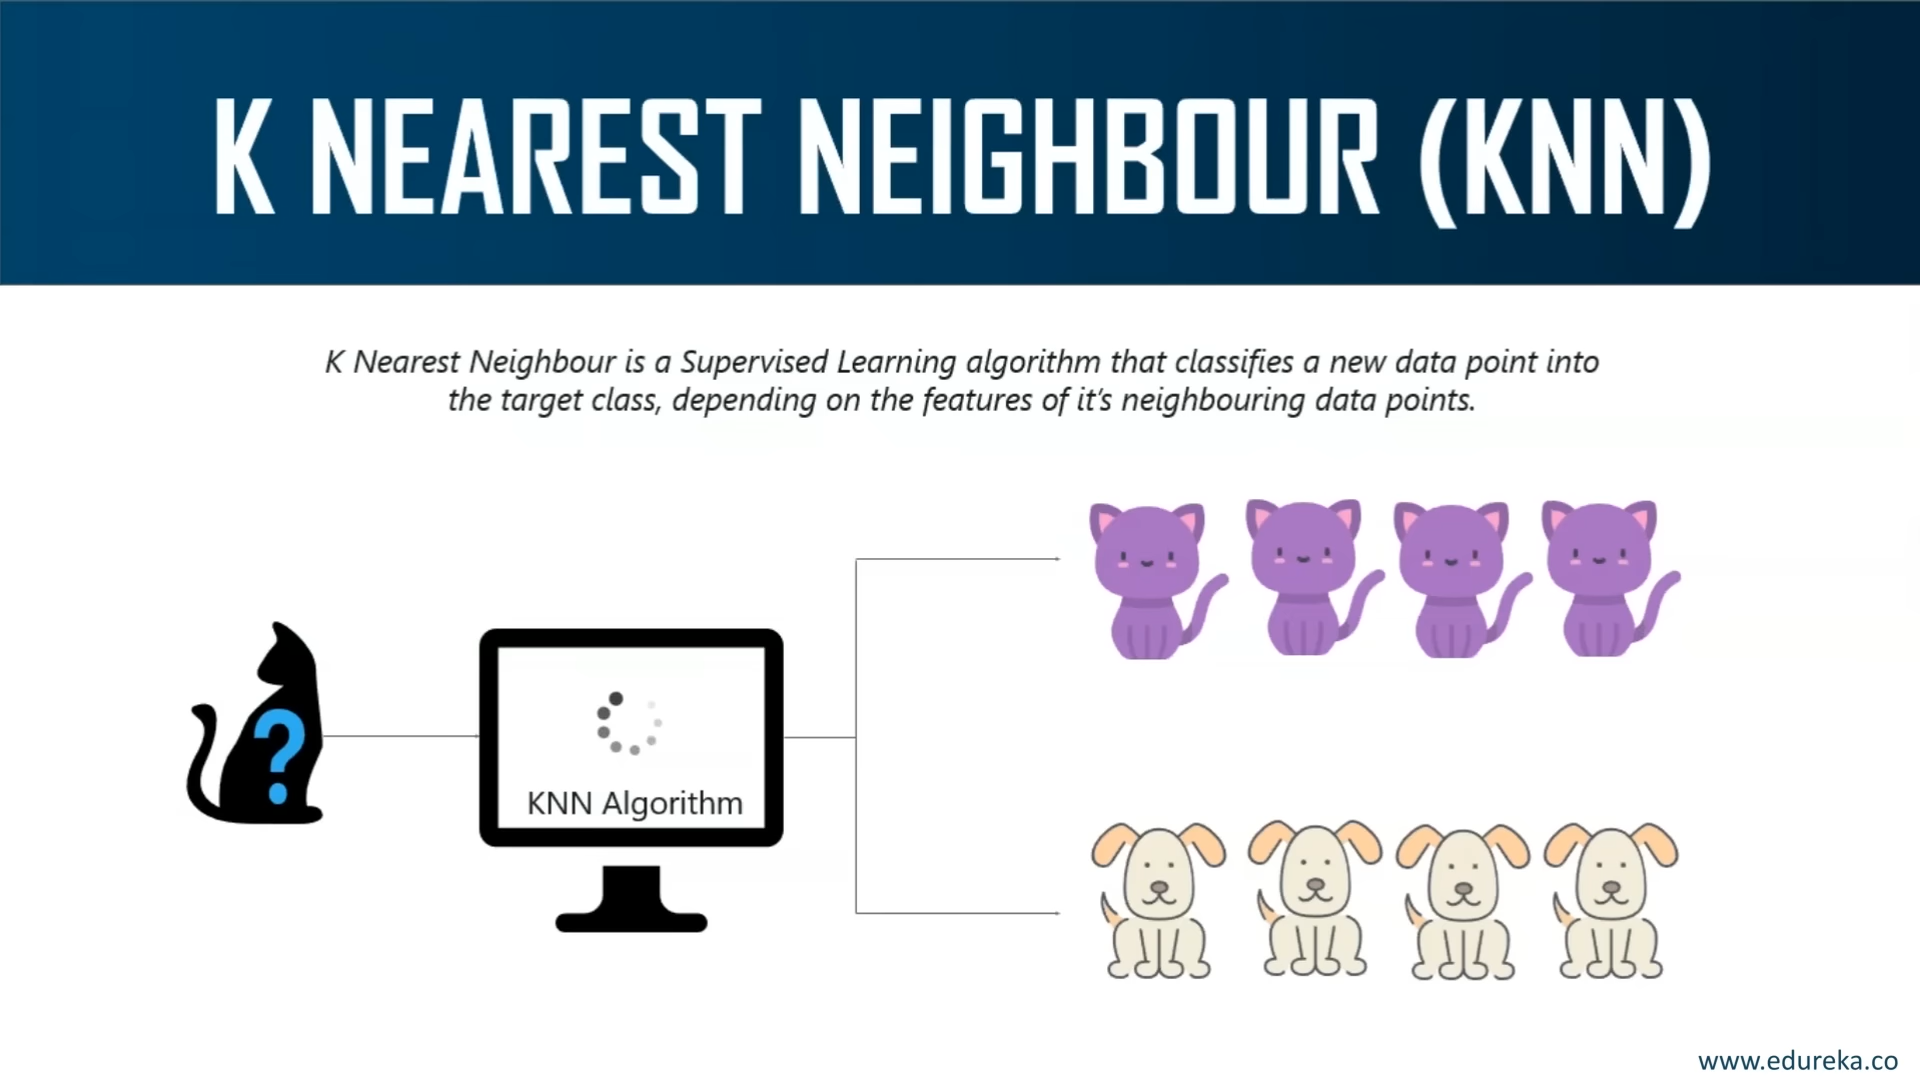 K NEAREST NEIGHBOUR (KNN)
K Nearest Neighbour is a Supervised Learning algorithm that classifies a new data point into
the target class, depending on the features of it's neighbouring data points.
?
KNN Algorithm
www.edureka.co